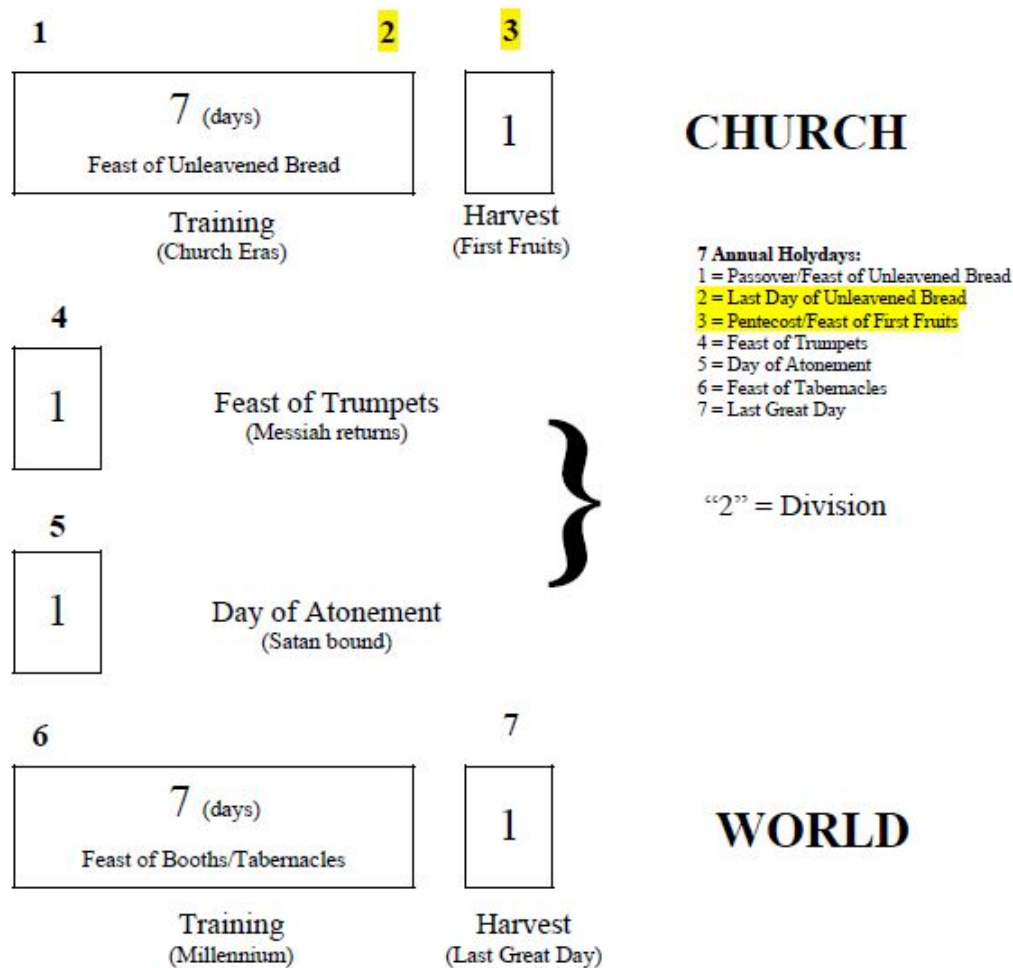 1
2
3
7 (days)
Feast of Unleavened Bread
1
CHURCH
Training
(Church Eras)
Harvest
(First Fruits)
7 Annual Holydays:
1 = Passover/Feast of Unleavened Bread
2 = Last Day of Unleavened Bread
3 = Pentecost/Feast of First Fruits
4 = Feast of Trumpets
5 = Day of Atonement
6 = Feast of Tabernacles
7 = Last Great Day
4
1
Feast of Trumpets
(Messiah returns)
}
“2” = Division
5
1
Day of Atonement
(Satan bound)
6
7
7 (days)
Feast of Booths/Tabernacles
1
WORLD
Training
(Millennium)
Harvest
(Last Great Day)